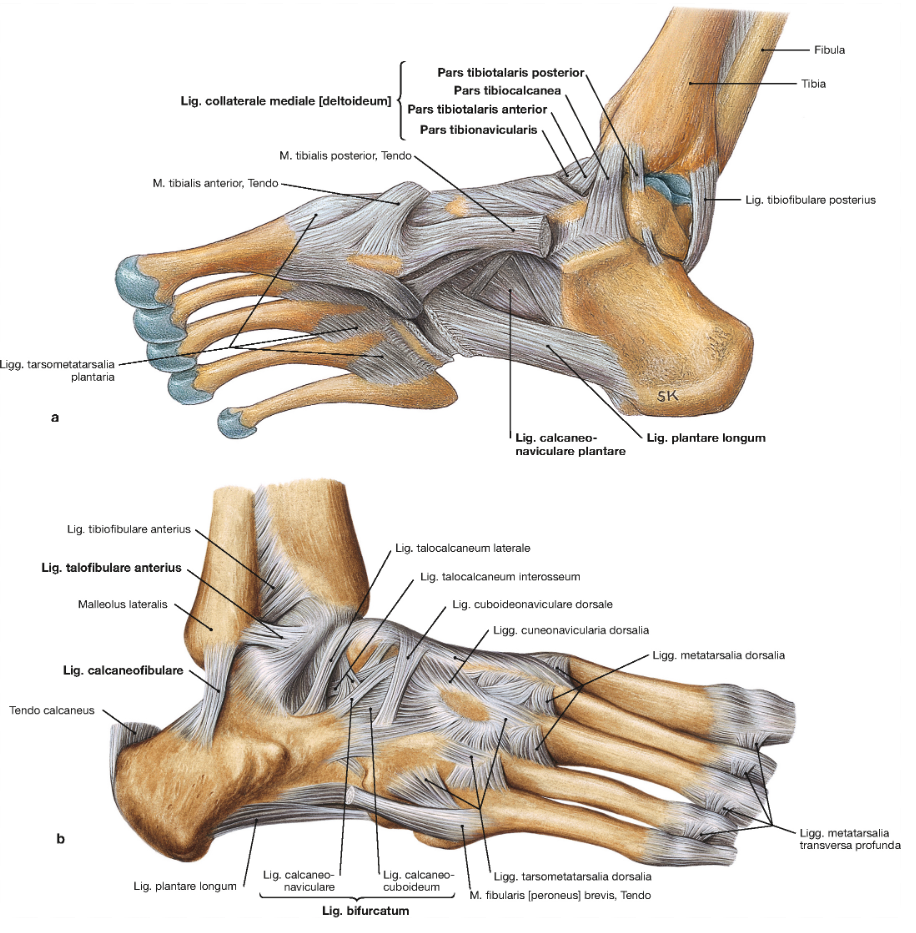 Fibula
Pars tibiotalaris posterior
Tibia
Pars tibiocalcanea
Lig. collaterale mediale [deltoideum]
Pars tibiotalaris anterior
Pars tibionavicularis
M. tibialis posterior, Tendo
M. tibialis anterior, Tendo
Lig. tibiofibulare posterius
Ligg. tarsometatarsalia
plantaria
SK
a
Lig. calcaneo-
naviculare plantare
Lig. plantare longum
Lig. tibiofibulare anterius
Lig. talocalcaneum laterale
Lig. talofibulare anterius
Lig. talocalcaneum interosseum
Malleolus lateralis
Lig. cuboideonaviculare dorsale
Ligg. cuneonavicularia dorsalia
Ligg. metatarsalia dorsalia
Lig. calcaneofibulare
Tendo calcaneus
b
Ligg. metatarsalia
transversa profunda
Lig. plantare longum
Lig. calcaneo-
naviculare
Lig. calcaneo-
cuboideum
Ligg. tarsometatarsalia dorsalia
M. fibularis [peroneus] brevis, Tendo
Lig. bifurcatum